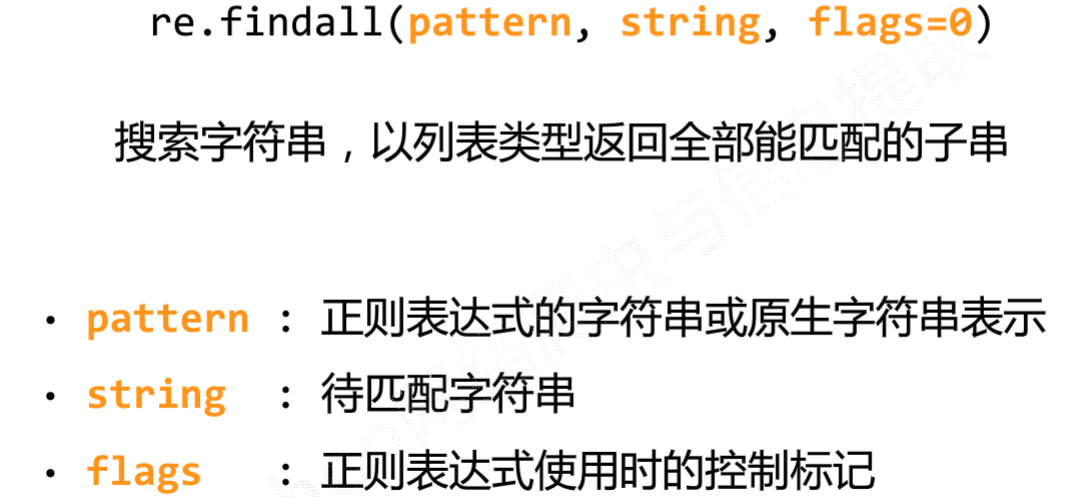 re.findall(pattern, string, flags=0)
搜索字符串，以列表类型返回全部能匹配的子串
· pattern : 正则表达式的字符串或原生字符串表示
· string : 待匹配字符串
· flags : 正则表达式使用时的控制标记